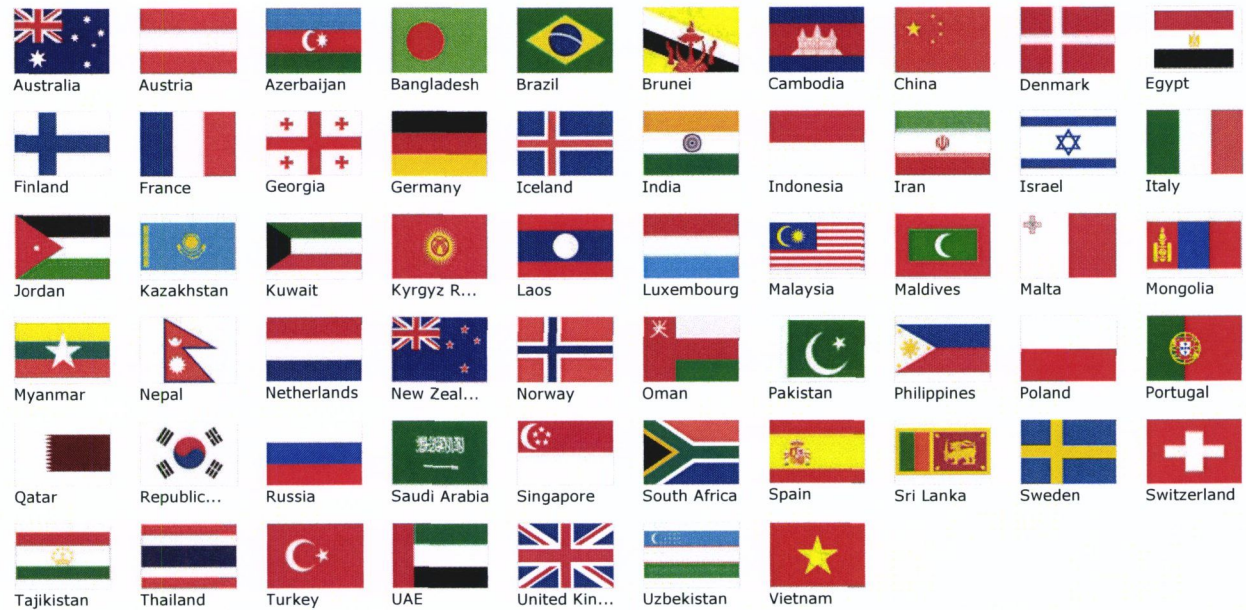 Australia Austria Azerbaijan Bangladesh Brazil Brunei Cambodia China Denmark Egypt
Finland France Georgia Germany Iceland India Indonesia Iran Israel Italy
Jordan Kazakhstan Kuwait Kyrgyz R... Laos Luxembourg Malaysia Maldives Malta Mongolia
Myanmar Nepal Netherlands New Zeal... Norway Oman Pakistan Philippines Poland Portugal
Qatar Republic... Russia Saudi Arabia Singapore South Africa Spain Sri Lanka Sweden Switzerland
Tajikistan Thailand Turkey UAE United Kin... Uzbekistan Vietnam